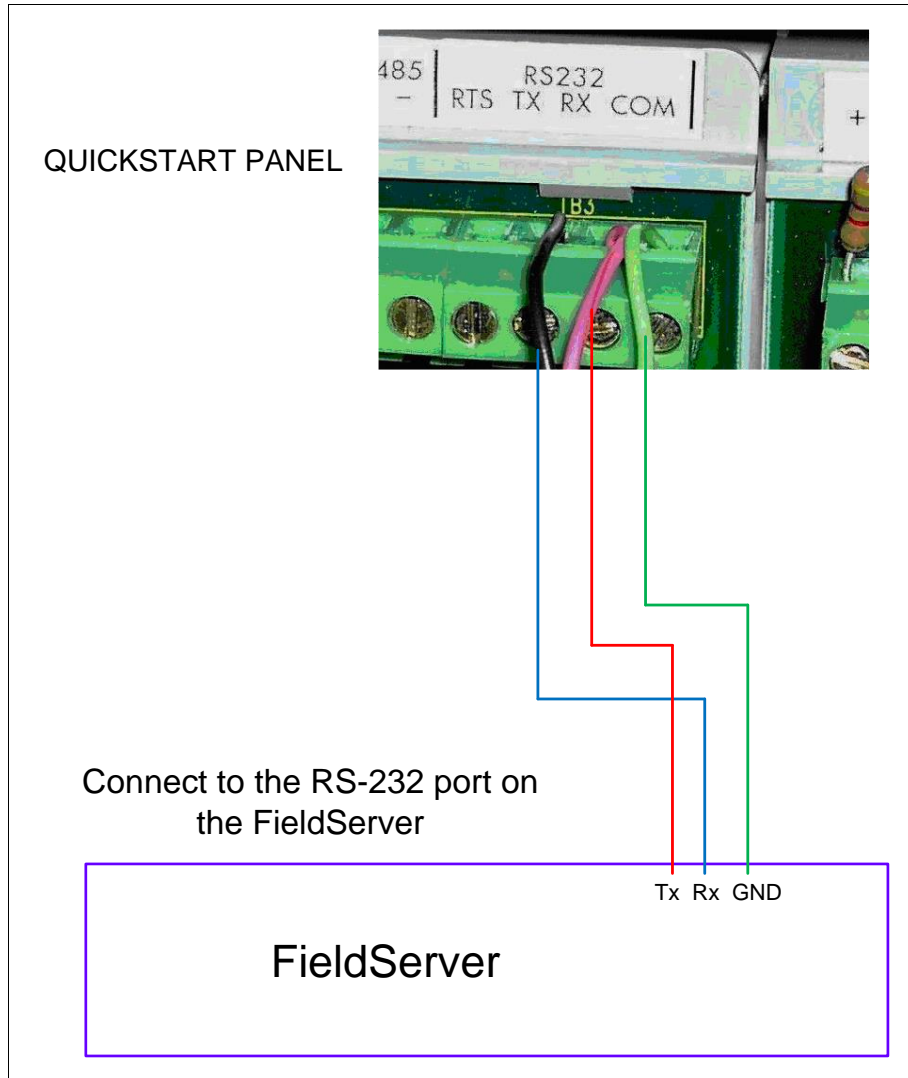 485
-
RS232
RTS TX RX COM
+
QUICKSTART PANEL
TB3
Connect to the RS-232 port on
the FieldServer
Tx Rx GND
FieldServer